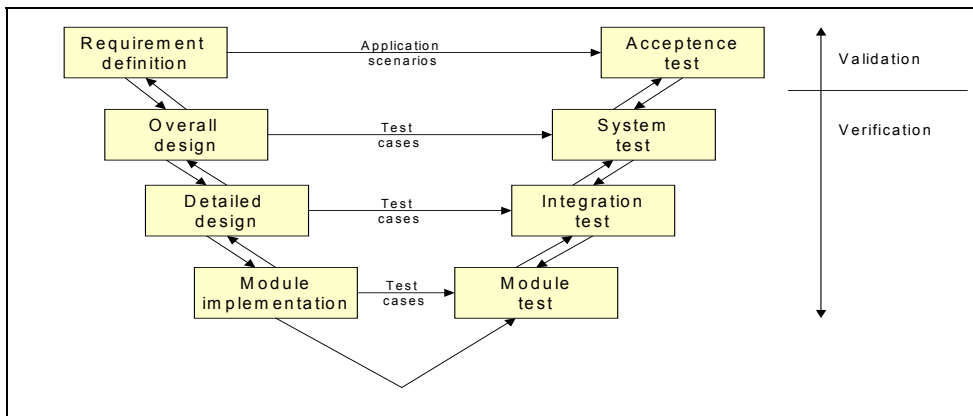 Requirement
definition
Application
scenarios
Acceptence
test
Validation
Overall
design
Test
cases
System
test
Verification
Detailed
design
Test
cases
Integration
test
Module
implementation
Test
cases
Module
test